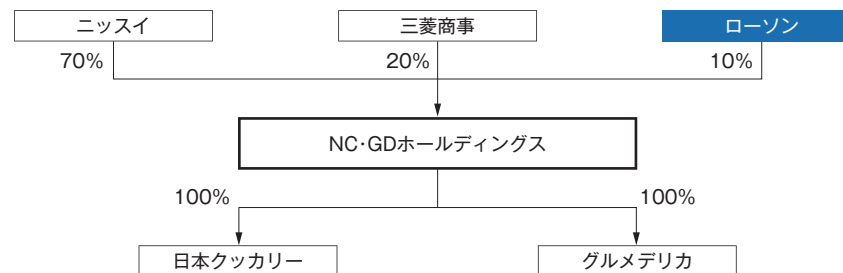 ニッスイ
三菱商事
ローソン
70%
20%
10%
NC･GDホールディングス
100%
100%
日本クッカリー
グルメデリカ